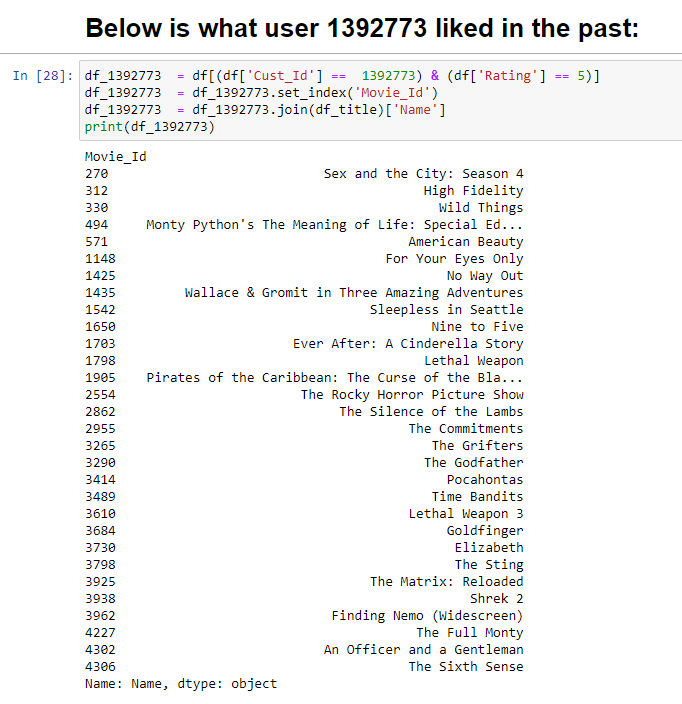 Below is what user 1392773 liked in the past:
In [28]: df_1392773  = df[(df['Cust_Id'] ==  1392773) & (df['Rating'] == 5)]
df_1392773  = df_1392773.set_index('Movie_Id')
df_1392773  = df_1392773.join(df_title)['Name']
print(df_1392773)
Movie_Id
270 Sex and the City: Season 4
312 High Fidelity
330 Wild Things
494 Monty Python's The Meaning of Life: Special Ed...
571 American Beauty
1148 For Your Eyes Only
1425 No Way Out
1435 Wallace & Gromit in Three Amazing Adventures
1542 Sleepless in Seattle
1650 Nine to Five
1703 Ever After: A Cinderella Story
1798 Lethal Weapon
1905 Pirates of the Caribbean: The Curse of the Bla...
2554 The Rocky Horror Picture Show
2862 The Silence of the Lambs
2955 The Commitments
3265 The Grifters
3290 The Godfather
3414 Pocahontas
3489 Time Bandits
3610 Lethal Weapon 3
3684 Goldfinger
3730 Elizabeth
3798 The Sting
3925 The Matrix: Reloaded
3938 Shrek 2
3962 Finding Nemo (Widescreen)
4227 The Full Monty
4302 An Officer and a Gentleman
4306 The Sixth Sense
Name: Name, dtype: object